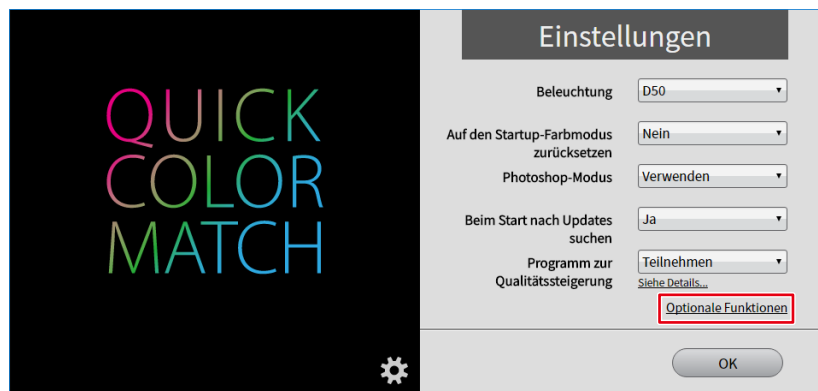 QUICK
COLOR
MATCH
Einstellungen
Beleuchtung
D50
Auf den Startup-Farbmodus
zurücksetzen
Nein
Photoshop-Modus
Verwenden
Beim Start nach Updates
suchen
Ja
Programm zur
Qualitätssteigerung
Teilnehmen
Siehe Details...
Optionale Funktionen
OK